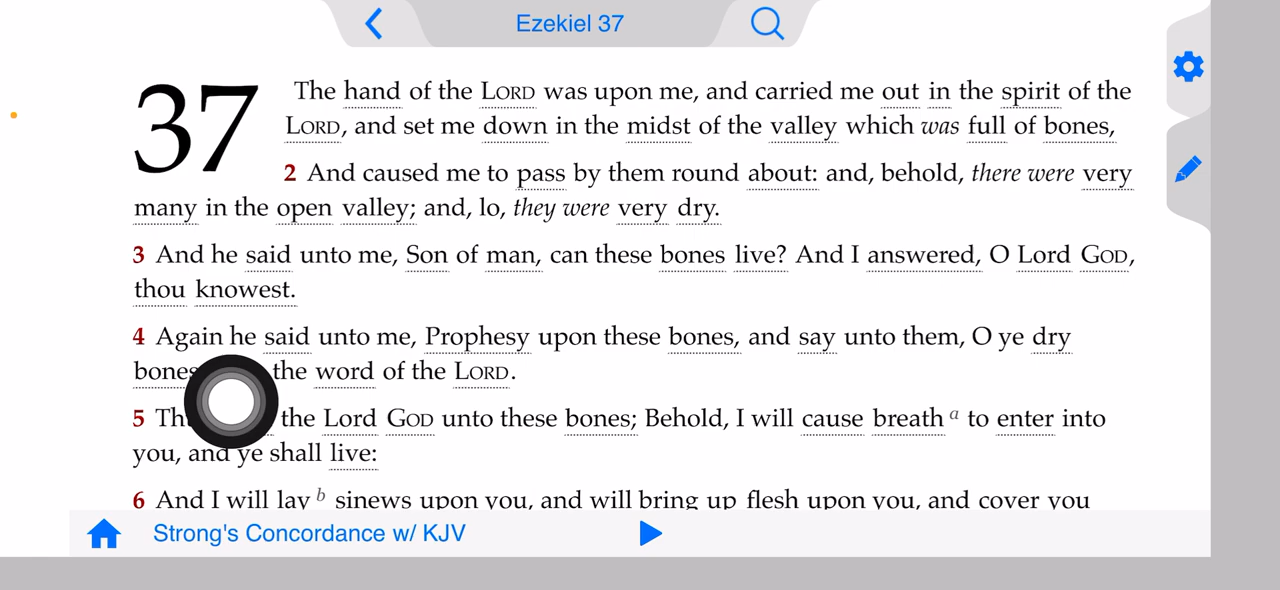 Ezekiel 37
37 The hand of the LORD was upon me, and carried me out in the spirit of the
LORD, and set me down in the midst of the valley which was full of bones,
2 And caused me to pass by them round about: and, behold, there were very
many in the open valley; and, lo, they were very dry.
3 And he said unto me, Son of man, can these bones live? And I answered, O Lord GOD,
thou knowest.
4 Again he said unto me, Prophesy upon these bones, and say unto them, O ye dry
bones the word of the LORD.
5 the Lord GOD unto these bones; Behold, I will cause breath a to enter into
you, and ye shall live:
6 And I will lay b sinews upon you, and will bring up flesh upon you, and cover you
Strong's Concordance w/ KJV